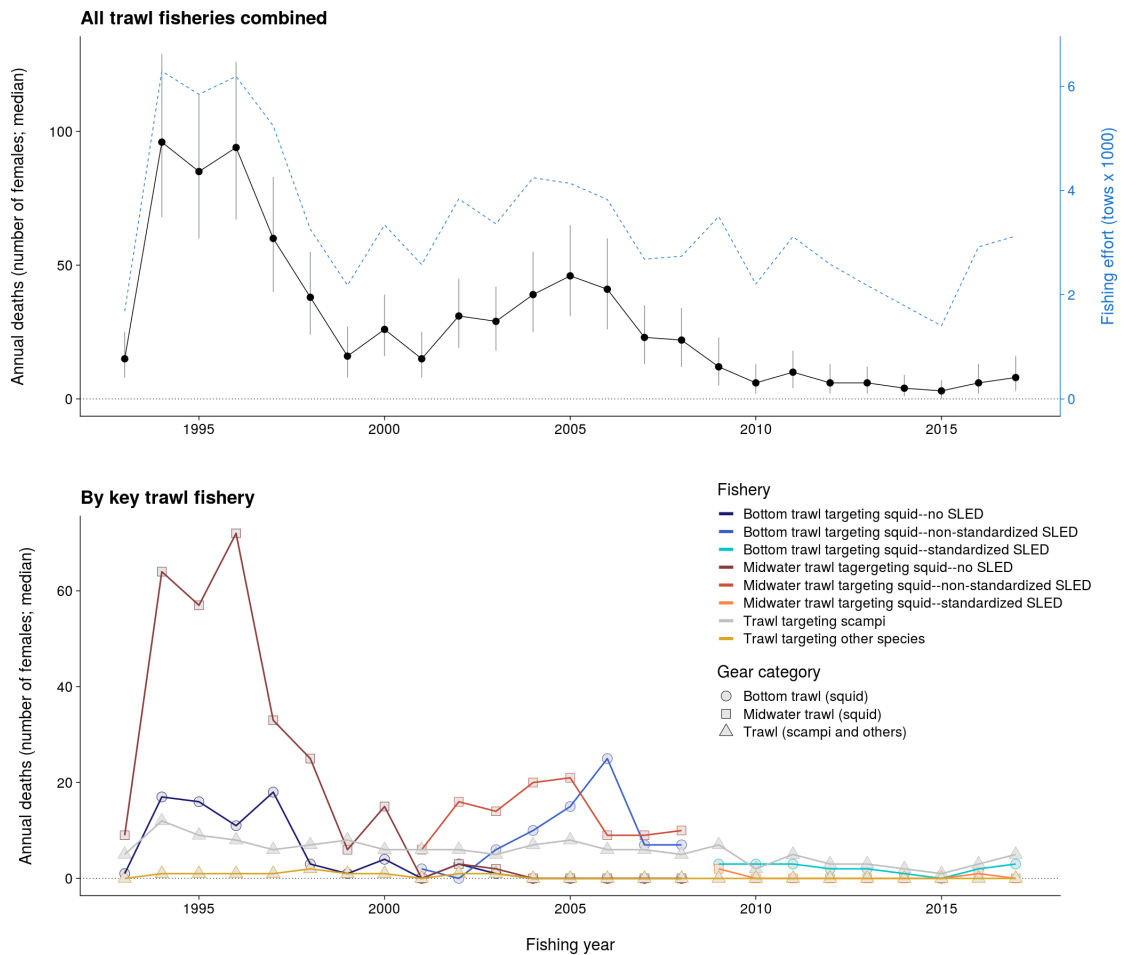 All trawl fisheries combined
Annual deaths (number of females; median)
100
50
0
6
4
2
0
Fishing effort (tows x 1000)
1995
2000
2005
2010
2015
By key trawl fishery
Annual deaths (number of females; median)
60
40
20
0
1995
2000
2005
2010
2015
Fishing year
Fishery
Bottom trawl targeting squid--no SLED
Bottom trawl targeting squid--non-standardized SLED
Bottom trawl targeting squid--standardized SLED
Midwater trawl tagergeting squid--no SLED
Midwater trawl targeting squid--non-standardized SLED
Midwater trawl targeting squid--standardized SLED
Trawl targeting scampi
Trawl targeting other species
Gear category
Bottom trawl (squid)
Midwater trawl (squid)
Trawl (scampi and others)